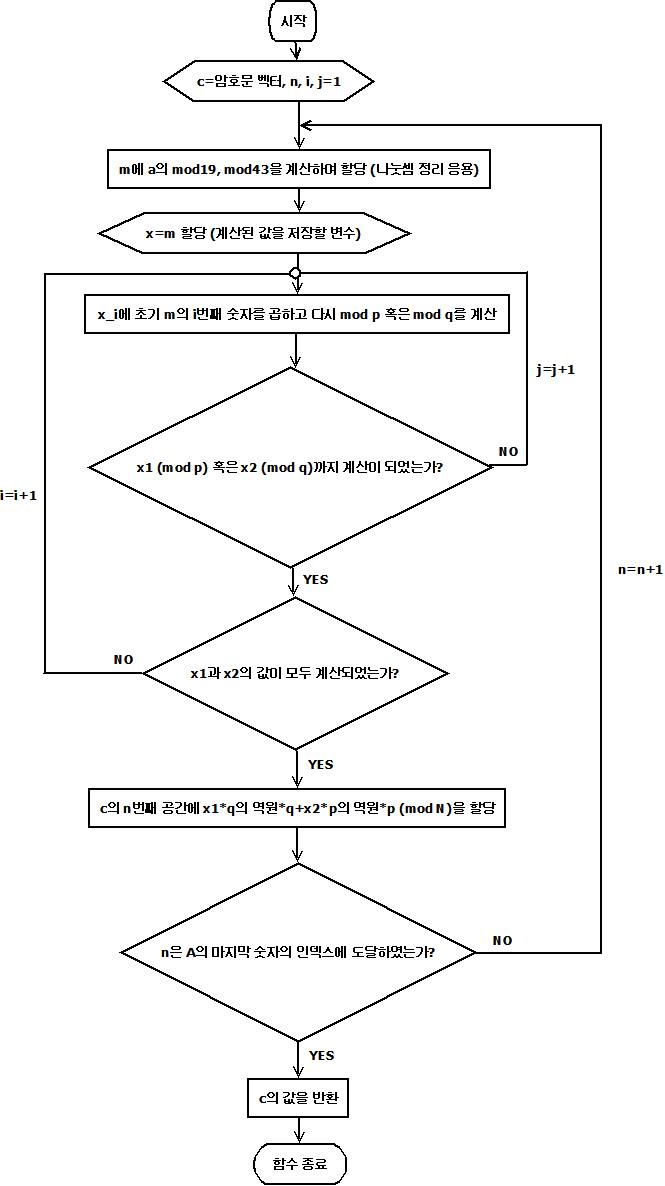 시작
c=암호문 벡터, n, i, j=1
m에 a의 mod19, mod43을 계산하며 할당 (나눗셈 정리 응용)
x=m 할당 (계산된 값을 저장할 변수)
x_i에 초기 m의 i번째 숫자를 곱하고 다시 mod p 혹은 mod q를 계산
j=j+1
x1 (mod p) 혹은 x2 (mod q)까지 계산이 되었는가?
NO
i=i+1
YES
n=n+1
NO
x1과 x2의 값이 모두 계산되었는가?
YES
c의 n번째 공간에 x1*q의 역원*q+x2*p의 역원*p (mod N)을 할당
n은 A의 마지막 숫자의 인덱스에 도달하였는가?
NO
YES
c의 값을 반환
함수 종료